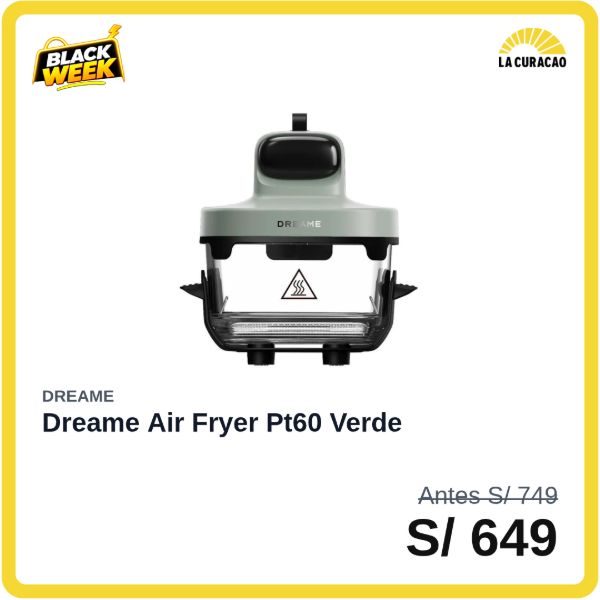 BLACK
WEEK
LA CURACAO
DREAME
DREAME
Dreame Air Fryer Pt60 Verde
Antes S/ 749
S/ 649